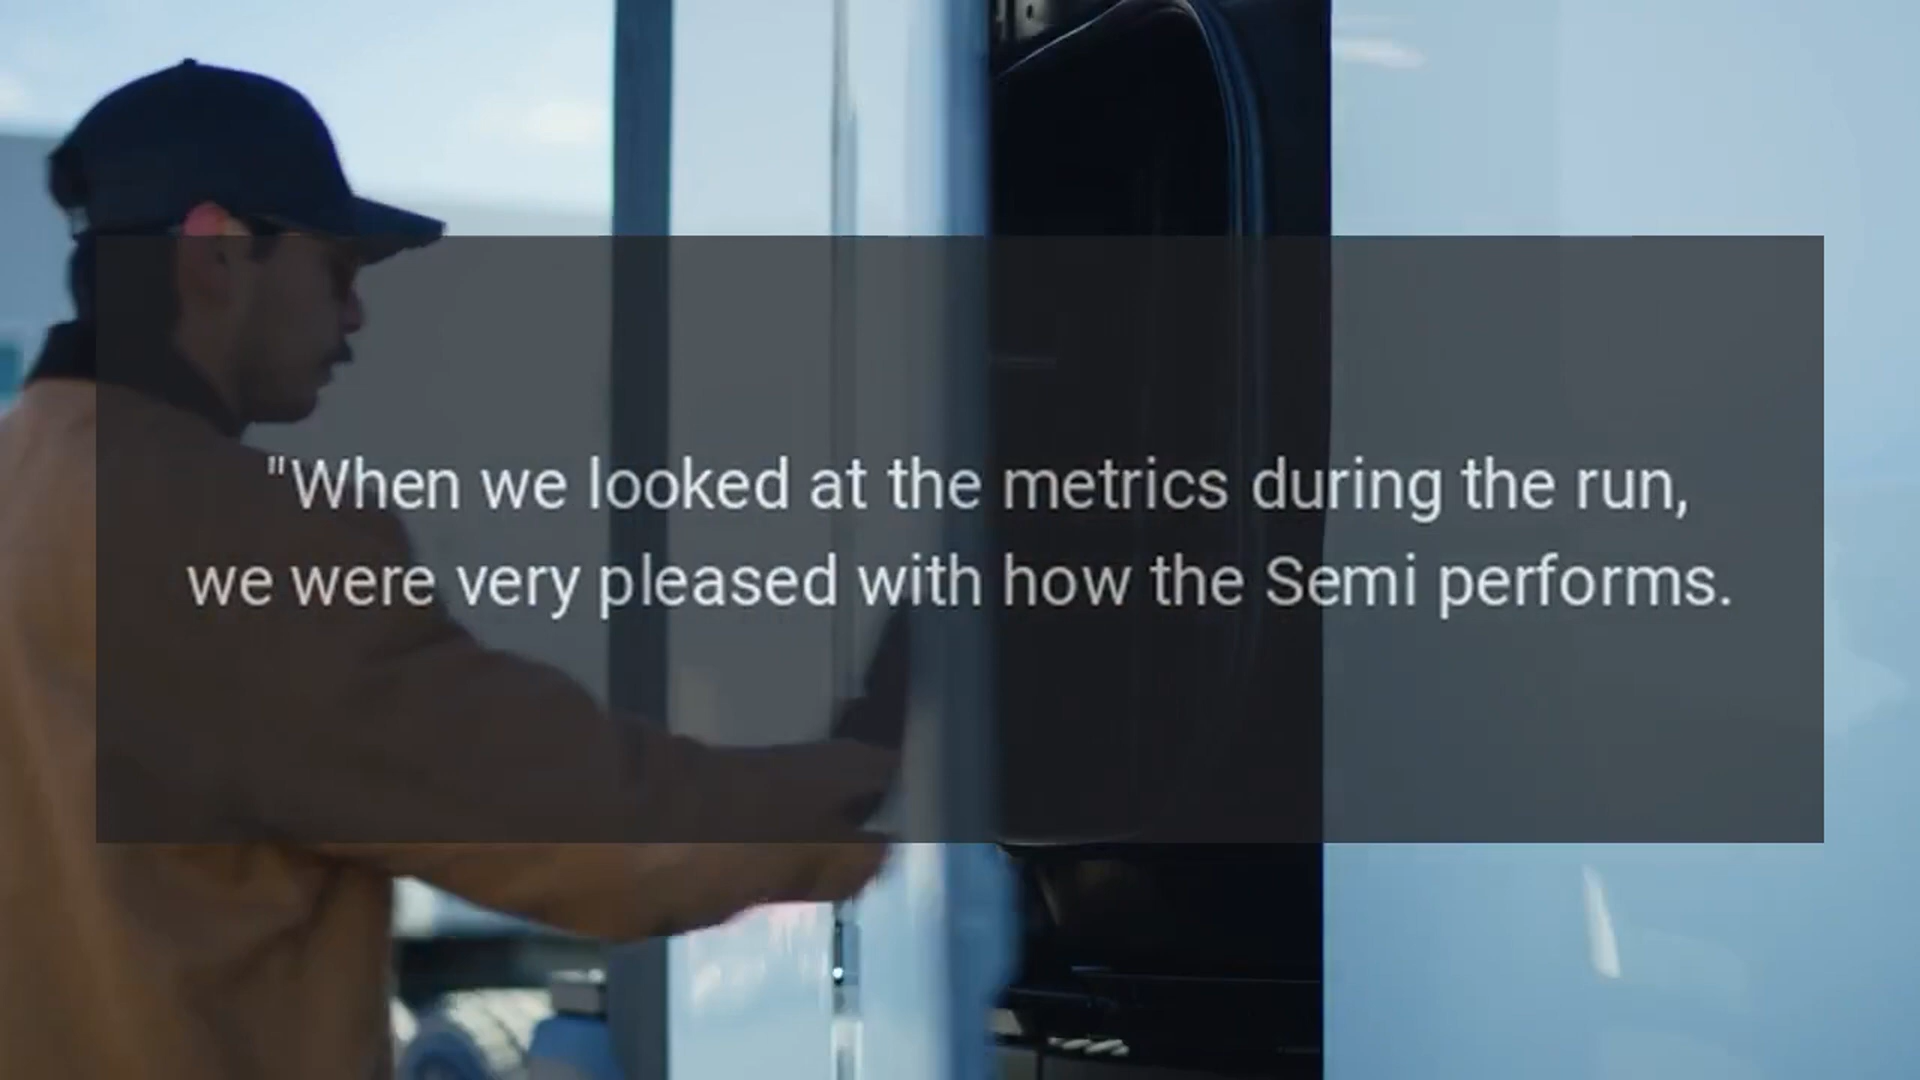 "When we looked at the metrics during the run,
we were very pleased with how the Semi performs.